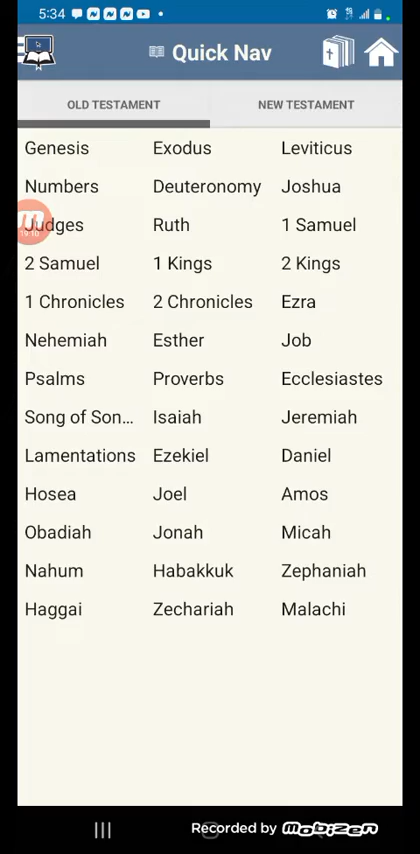 5:34
Quick Nav
OLD TESTAMENT NEW TESTAMENT
Genesis Exodus Leviticus
Numbers Deuteronomy Joshua
Judges Ruth 1 Samuel
19:10
2 Samuel 1 Kings 2 Kings
1 Chronicles 2 Chronicles Ezra
Nehemiah Esther Job
Psalms Proverbs Ecclesiastes
Song of Son... Isaiah Jeremiah
Lamentations Ezekiel Daniel
Hosea Joel Amos
Obadiah Jonah Micah
Nahum Habakkuk Zephaniah
Haggai Zechariah Malachi
Recorded by mobizen